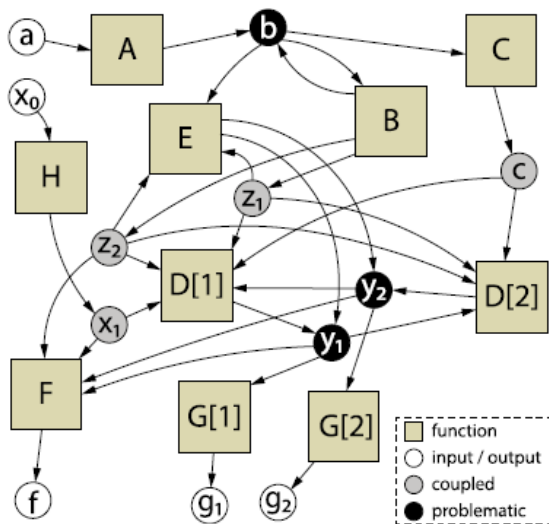 a
A
b
C
x₀
E
B
H
z₁
c
z₂
D[1]
y₂
D[2]
x₁
y₁
F
G[1]
G[2]
function
input / output
coupled
problematic
f
g₁
g₂